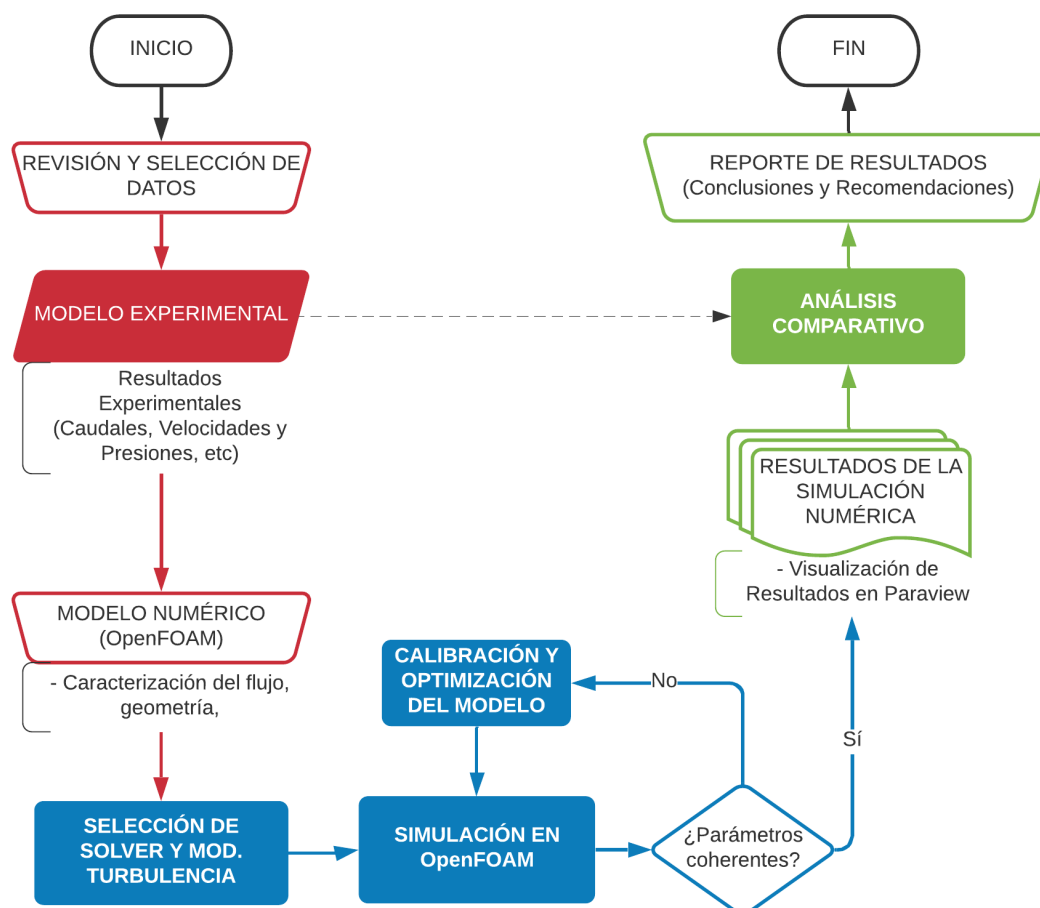 INICIO
REVISIÓN Y SELECCIÓN DE
DATOS
MODELO EXPERIMENTAL
Resultados
Experimentales
(Caudales, Velocidades y
Presiones, etc)
MODELO NUMÉRICO
(OpenFOAM)
- Caracterización del flujo,
geometría,
SELECCIÓN DE
SOLVER Y MOD.
TURBULENCIA
CALIBRACIÓN Y
OPTIMIZACIÓN
DEL MODELO
SIMULACIÓN EN
OpenFOAM
¿Parámetros
coherentes?
No
Sí
- Visualización de
Resultados en Paraview
RESULTADOS DE LA
SIMULACIÓN
NUMÉRICA
ANÁLISIS
COMPARATIVO
REPORTE DE RESULTADOS
(Conclusiones y Recomendaciones)
FIN